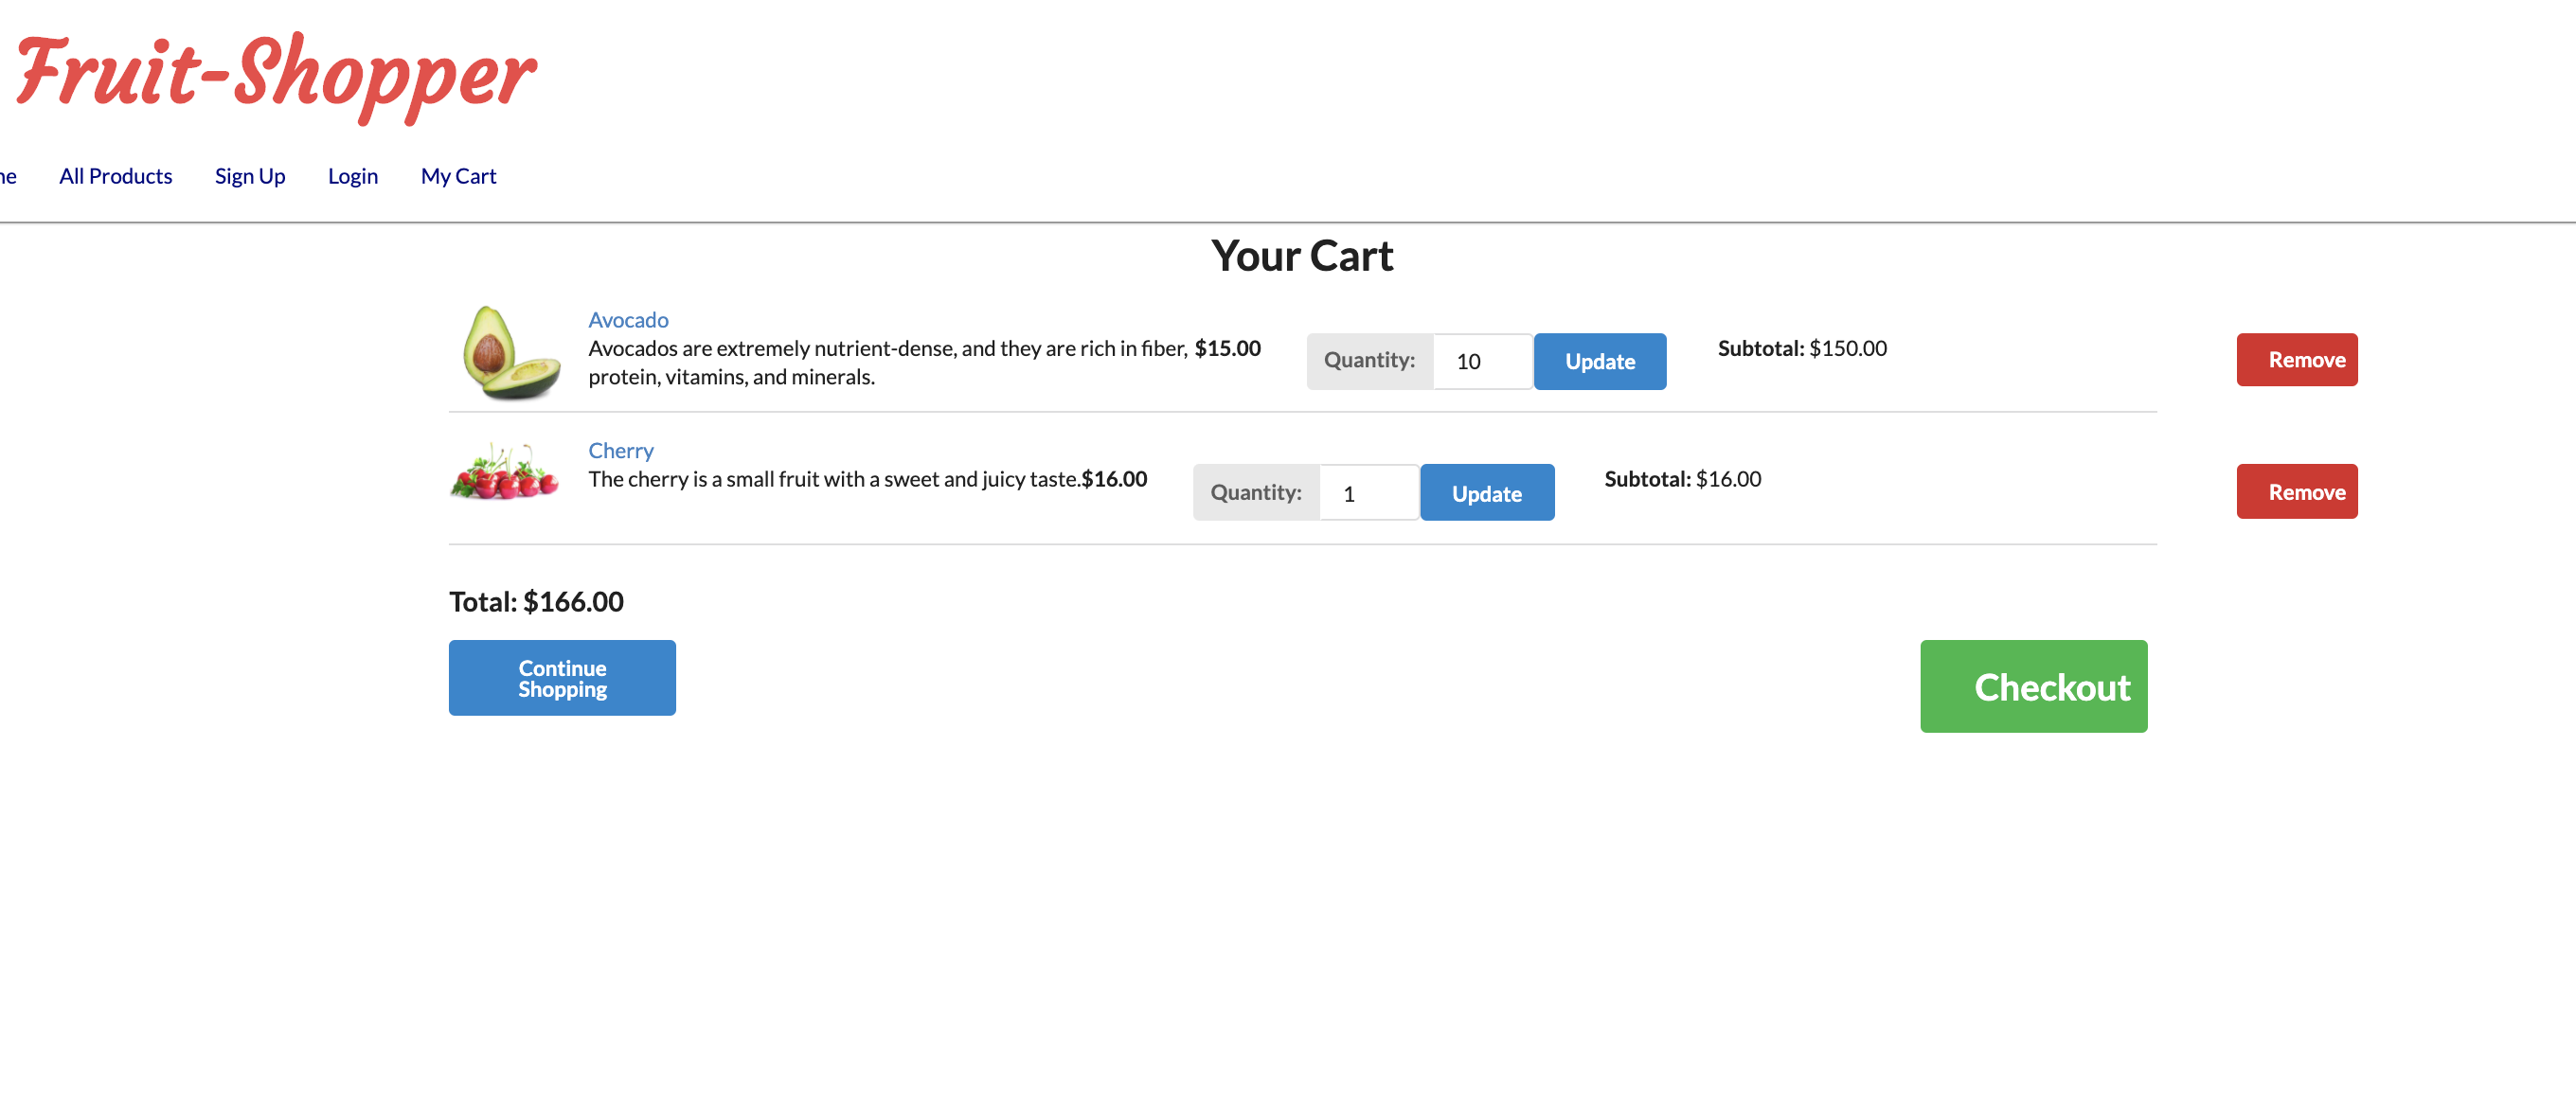 Fruit-Shopper
ne All Products Sign Up Login My Cart
Your Cart
Avocado
Avocados are extremely nutrient-dense, and they are rich in fiber, $15.00 Quantity: 10 Update Subtotal: $150.00 Remove
protein, vitamins, and minerals.
Cherry
The cherry is a small fruit with a sweet and juicy taste.$16.00 Quantity: 1 Update Subtotal: $16.00 Remove
Total: $166.00
Continue
Shopping
Checkout